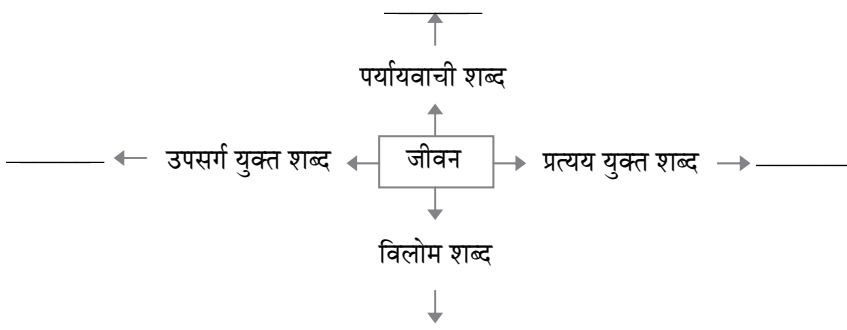 पर्यायवाची शब्द
उपसर्ग युक्त शब्द जीवन प्रत्यय युक्त शब्द
विलोम शब्द